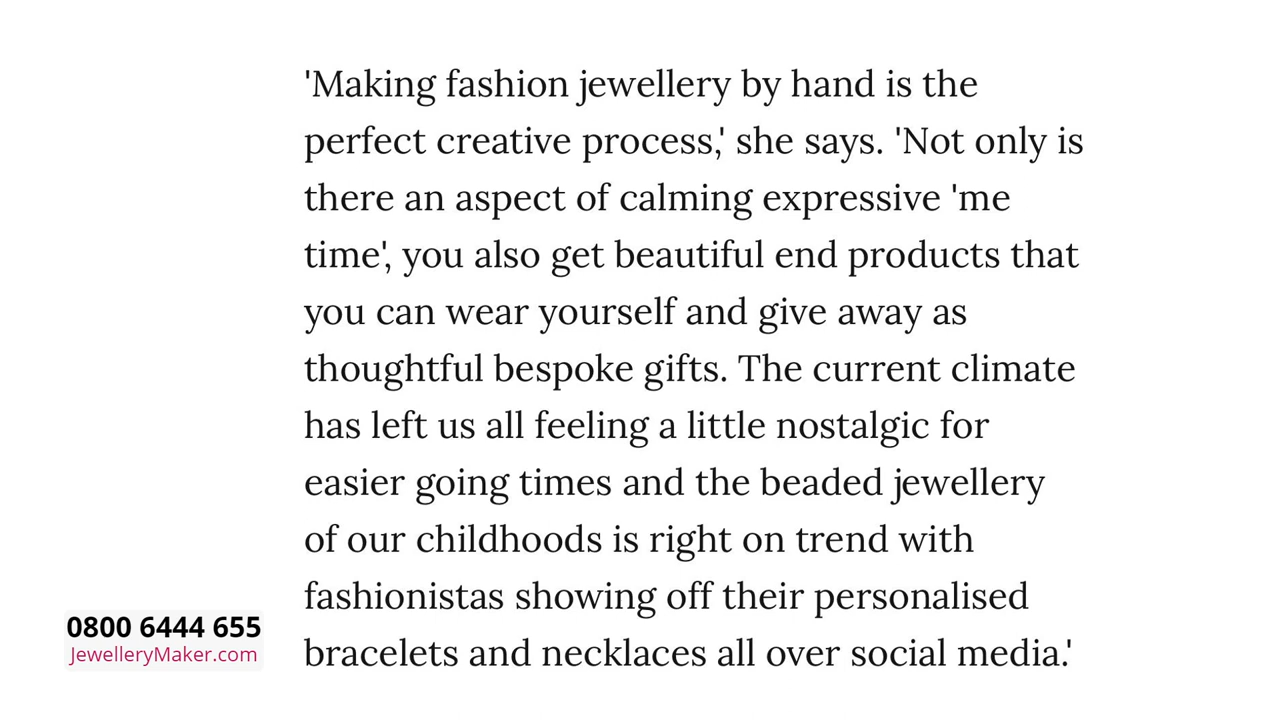 'Making fashion jewellery by hand is the
perfect creative process,' she says. 'Not only is
there an aspect of calming expressive 'me
time', you also get beautiful end products that
you can wear yourself and give away as
thoughtful bespoke gifts. The current climate
has left us all feeling a little nostalgic for
easier going times and the beaded jewellery
of our childhoods is right on trend with
fashionistas showing off their personalised
bracelets and necklaces all over social media.'
0800 6444 655
JewelleryMaker.com